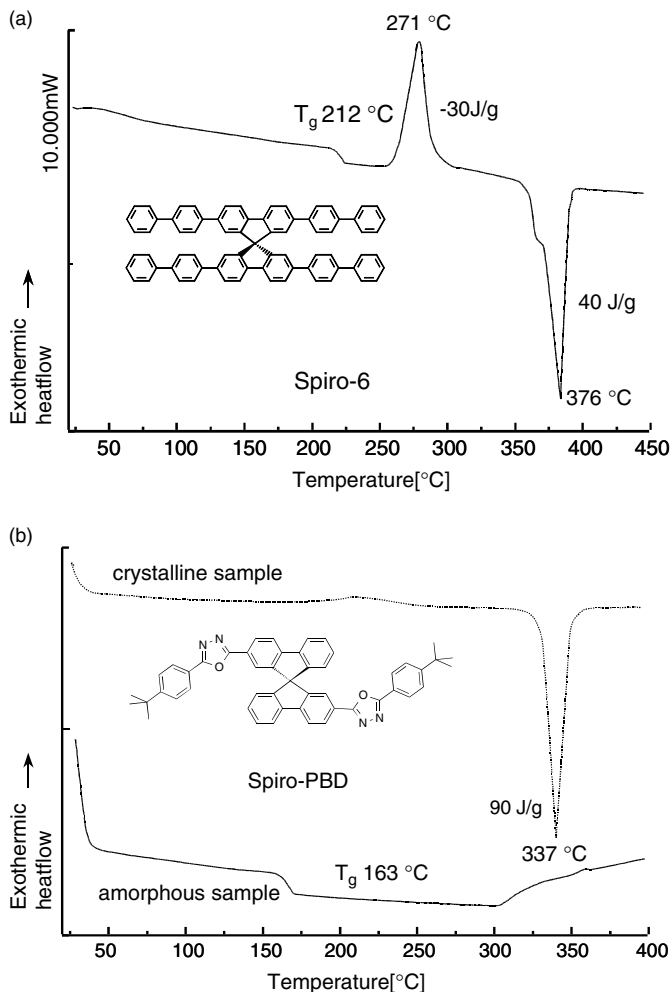 (a)
271 °C
10.000mW
Tg 212 °C
-30J/g
40 J/g
376 °C
Spiro-6
Exothermic
heatflow
50 100 150 200 250 300 350 400 450
Temperature[°C]
(b)
crystalline sample
N N
O
O
N N
Spiro-PBD
90 J/g
337 °C
Tg 163 °C
amorphous sample
Exothermic
heatflow
50 100 150 200 250 300 350 400
Temperature[°C]